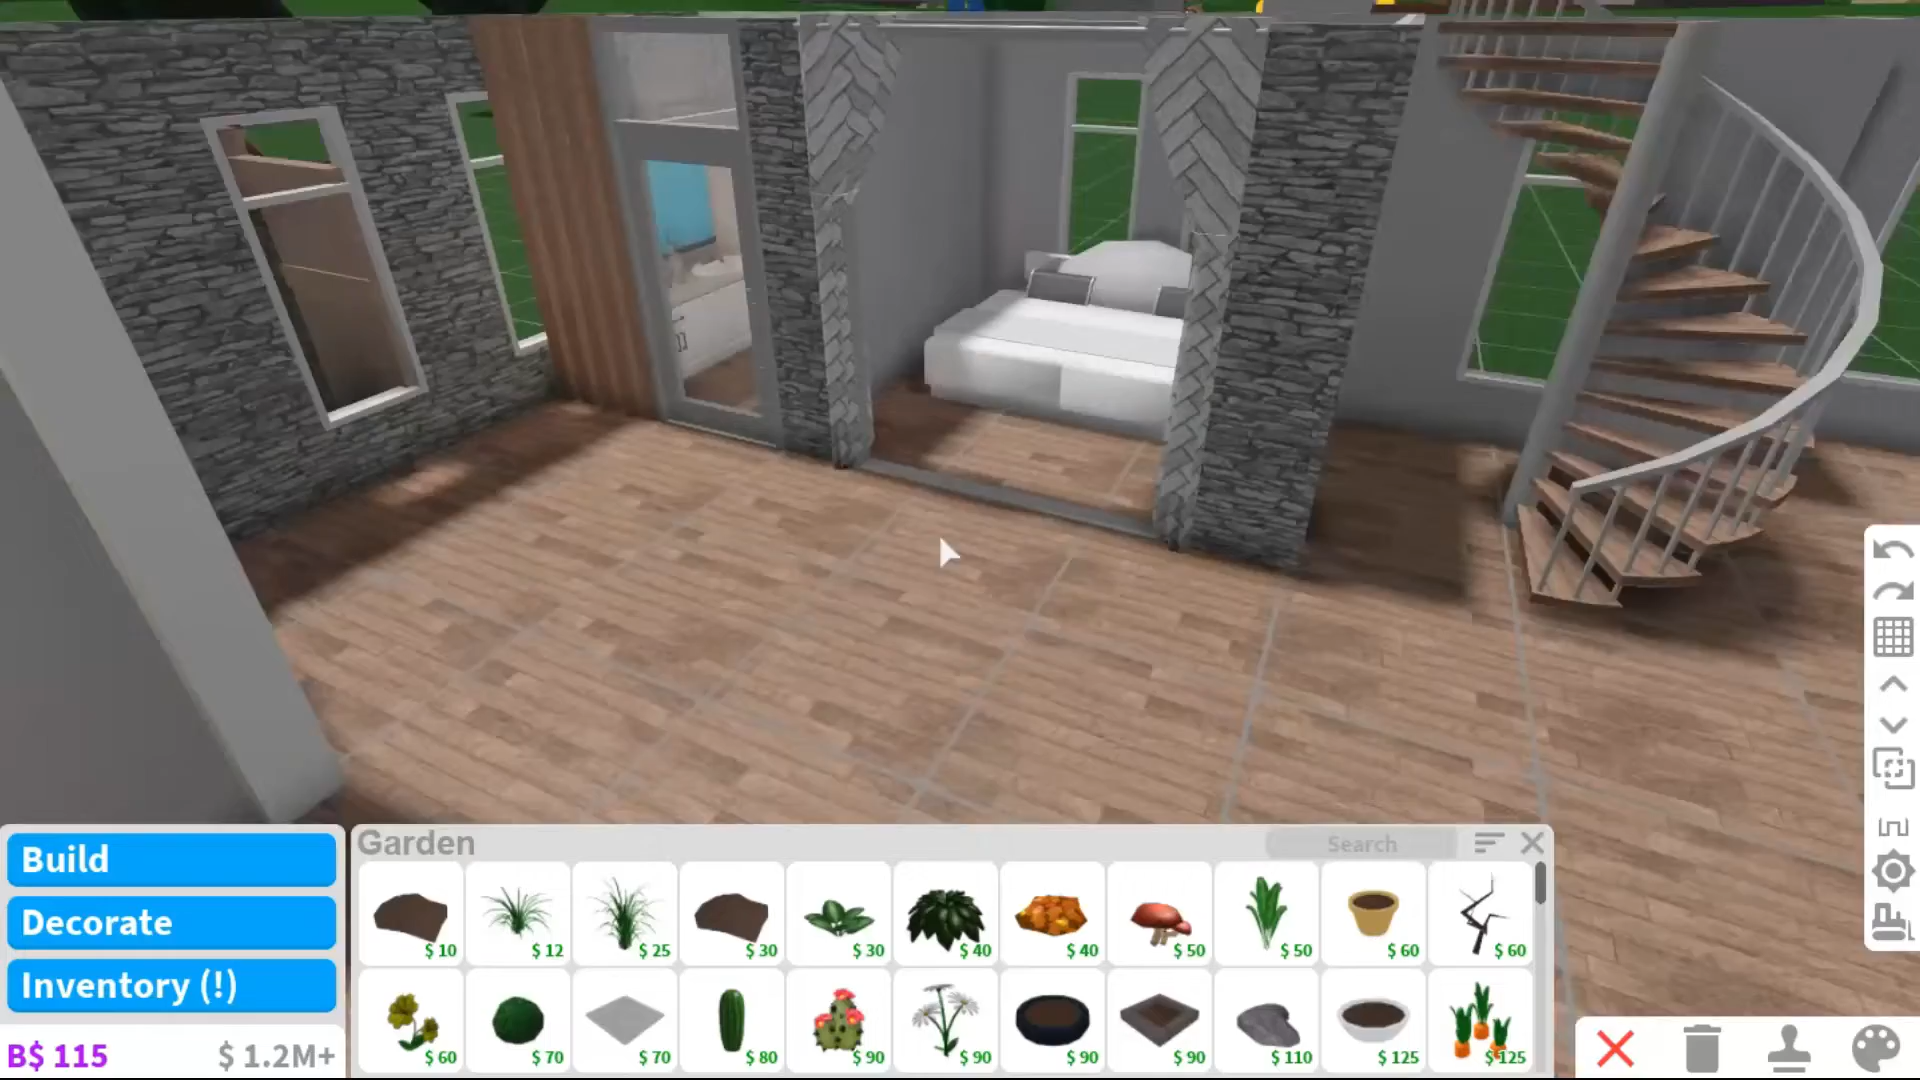 Garden
Search
Build
Decorate
Inventory (!)
$ 10 $ 12 $ 25 $ 30 $ 30 $ 40 $ 40 $ 50 $ 50 $ 60 $ 60
$ 60 $ 70 $ 70 $ 80 $ 90 $ 90 $ 90 $ 90 $ 110 $ 125 $ 125
B$ 115 $ 1.2M+